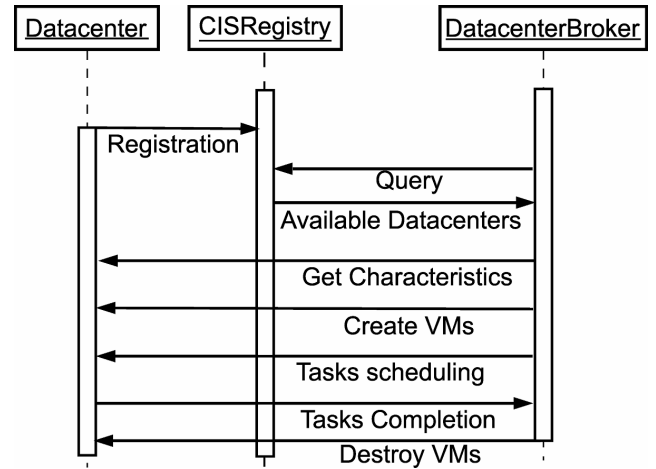 Datacenter
CISRegistry
DatacenterBroker
Registration
Query
Available Datacenters
Get Characteristics
Create VMs
Tasks scheduling
Tasks Completion
Destroy VMs